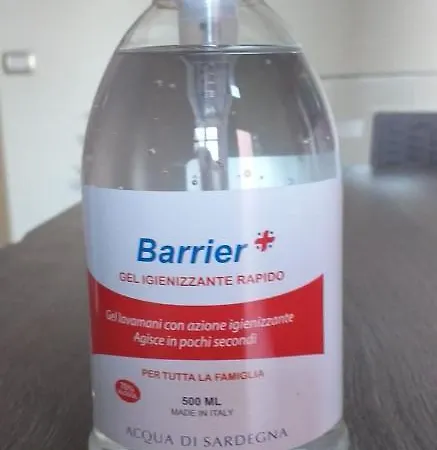 Barrier
GEL IGIENIZZANTE RAPIDO
Gel lavamani con azione igienizzante
Agisce in pochi secondi
PER TUTTA LA FAMIGLIA
70%
500 ML
MADE IN ITALY
ACQUA DI SARDEGNA